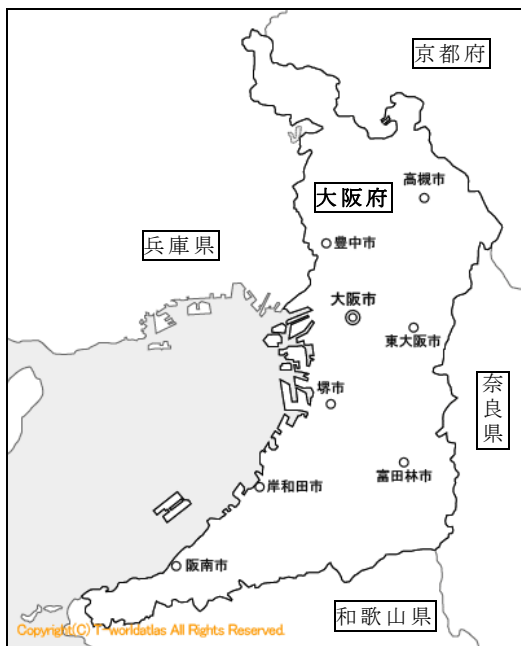 京都府
高槻市
大阪府
豊中市
兵庫県
大阪市
東大阪市
奈良県
堺市
富田林市
岸和田市
阪南市
和歌山県
Copyright(C) T-worldatlas All Rights Reserved.